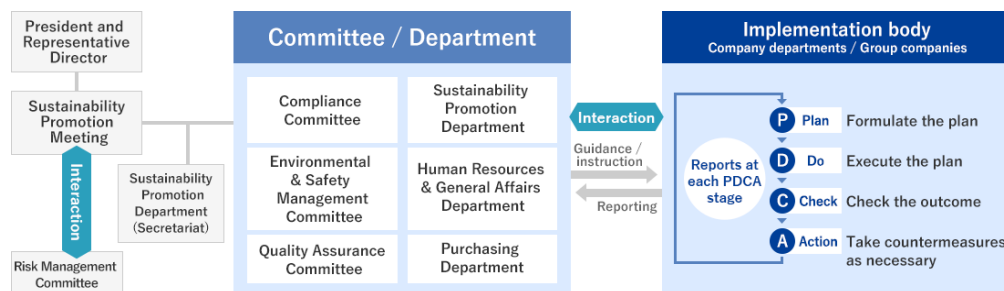 President and
Representative
Director
Sustainability
Promotion
Meeting
Interaction
Sustainability
Promotion
Department
(Secretariat)
Risk Management
Committee
Committee / Department
Compliance
Committee
Sustainability
Promotion
Department
Environmental
& Safety
Management
Committee
Human Resources
& General Affairs
Department
Quality Assurance
Committee
Purchasing
Department
Interaction
Guidance /
instruction
Reporting
Implementation body
Company departments / Group companies
Reports at
each PDCA
stage
P Plan Formulate the plan
D Do Execute the plan
C Check Check the outcome
A Action Take countermeasures
as necessary